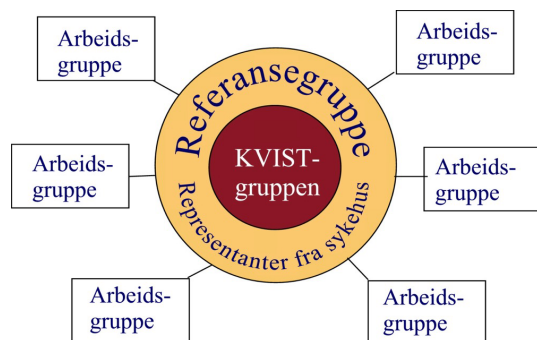 Arbeids-
gruppe
Arbeids-
gruppe
Referansegruppe
Arbeids-
gruppe
KVIST-
gruppen
Arbeids-
gruppe
Representanter fra sykehus
Arbeids-
gruppe
Arbeids-
gruppe